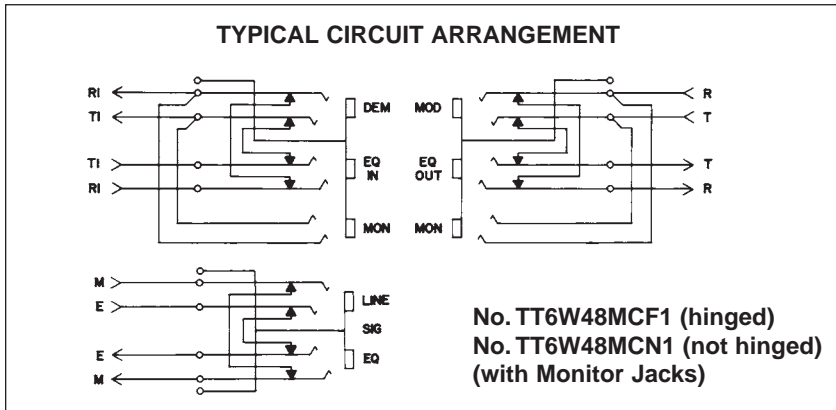 TYPICAL CIRCUIT ARRANGEMENT
RI
TI
TI
RI
DEM
EQ
IN
MON
MOD
EQ
OUT
MON
R
T
T
R
M
E
E
M
LINE
SIG
EQ
No. TT6W48MCF1 (hinged)
No. TT6W48MCN1 (not hinged)
(with Monitor Jacks)